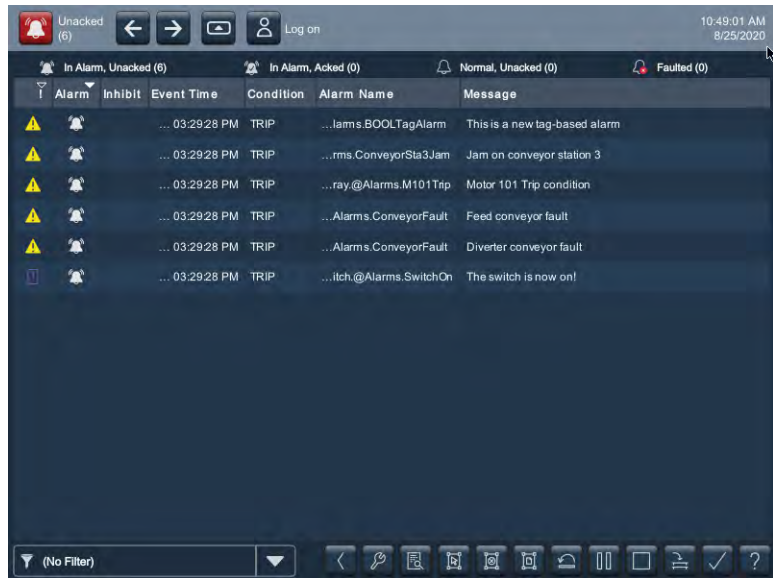 Unacked
(6)
Log on
10:49:01 AM
8/25/2020
In Alarm, Unacked (6) In Alarm, Acked (0) Normal, Unacked (0) Faulted (0)
! Alarm Inhibit Event Time Condition Alarm Name Message
... 03:29:28 PM TRIP ...larms.BOOLTagAlarm This is a new tag-based alarm
... 03:29:28 PM TRIP ...rms.ConveyorSta3Jam Jam on conveyor station 3
... 03:29:28 PM TRIP ...ray.@Alarms.M101Trip Motor 101 Trip condition
... 03:29:28 PM TRIP ...Alarms.ConveyorFault Feed conveyor fault
... 03:29:28 PM TRIP ...Alarms.ConveyorFault Diverter conveyor fault
... 03:29:28 PM TRIP ...itch.@Alarms.SwitchOn The switch is now on!
(No Filter) ?